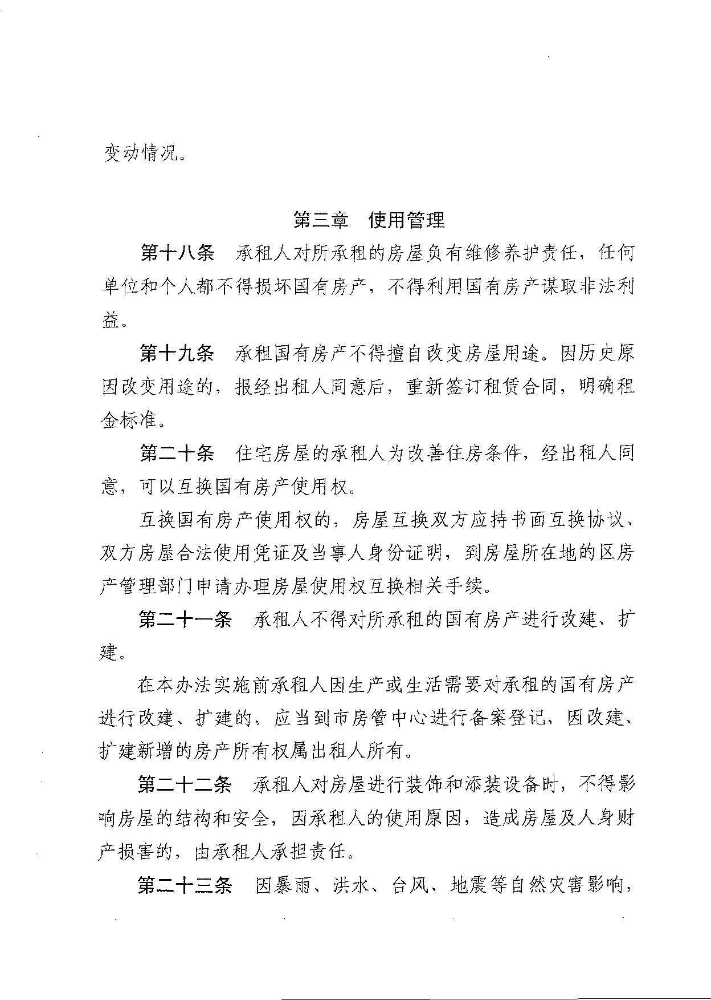 变动情况。
第三章　使用管理
第十八条　承租人对所承租的房屋负有维修养护责任，任何
单位和个人都不得损坏国有房产，不得利用国有房产谋取非法利
益。
第十九条　承租国有房产不得擅自改变房屋用途。因历史原
因改变用途的，报经出租人同意后，重新签订租赁合同，明确租
金标准。
第二十条　住宅房屋的承租人为改善住房条件，经出租人同
意，可以互换国有房产使用权。
互换国有房产使用权的，房屋互换双方应持书面互换协议、
双方房屋合法使用凭证及当事人身份证明，到房屋所在地的区房
产管理部门申请办理房屋使用权互换相关手续。
第二十一条　承租人不得对所承租的国有房产进行改建、扩
建。
在本办法实施前承租人因生产或生活需要对承租的国有房产
进行改建、扩建的，应当到市房管中心进行备案登记，因改建、
扩建新增的房产所有权属出租人所有。
第二十二条　承租人对房屋进行装饰和添装设备时，不得影
响房屋的结构和安全，因承租人的使用原因，造成房屋及人身财
产损害的，由承租人承担责任。
第二十三条　因暴雨、洪水、台风、地震等自然灾害影响，